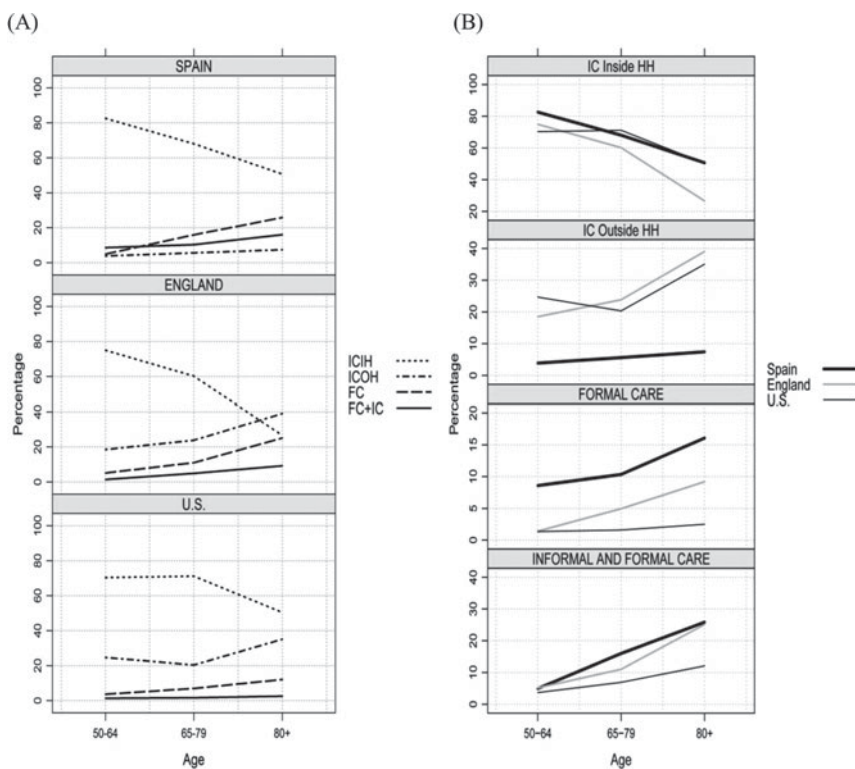 (A)
SPAIN
100
80
60
40
20
0
ENGLAND
100
80
60
40
20
0
U.S.
100
80
60
40
20
0
Percentage
50-64
65-79
80+
Age
ICIH
ICOH
FC
FC+IC
(B)
IC Inside HH
100
80
60
40
20
IC Outside HH
40
30
20
10
0
FORMAL CARE
20
15
10
5
0
INFORMAL AND FORMAL CARE
40
30
20
10
0
Percentage
50-64
65-79
80+
Age
Spain
England
U.S.